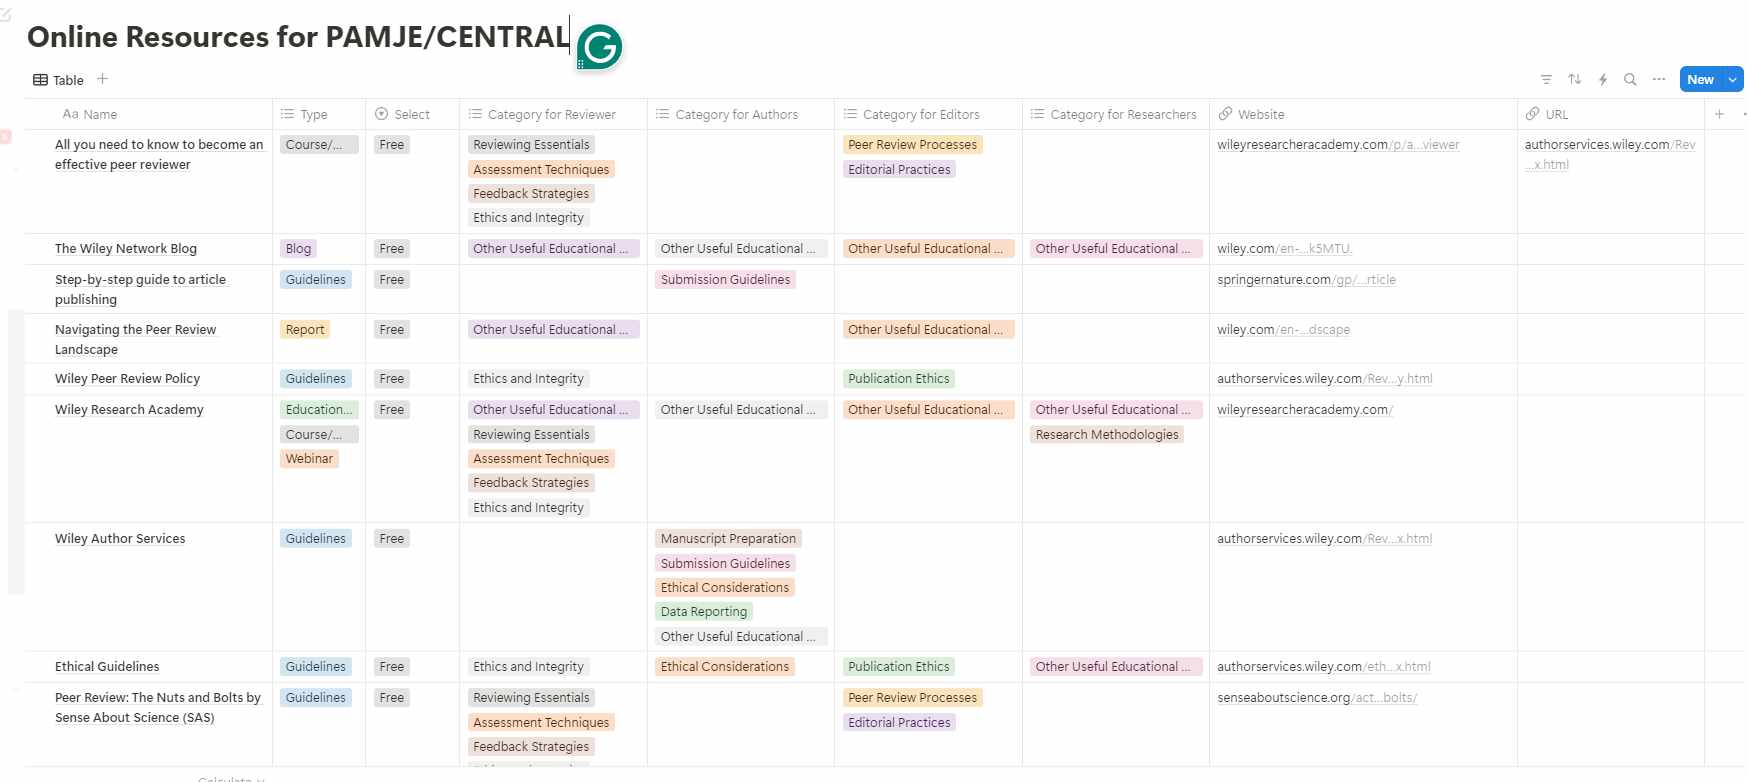 Online Resources for PAMJE/CENTRAL
Table
New
Aa Name Type Select Category for Reviewer Category for Authors Category for Editors Category for Researchers Website URL
All you need to know to become an
effective peer reviewer
Course/...
Free
Reviewing Essentials
Assessment Techniques
Feedback Strategies
Ethics and Integrity
Peer Review Processes
Editorial Practices
wileyresearcheracademy.com/p/a...viewer
authorservices.wiley.com/Rev
...x.html
The Wiley Network Blog
Blog
Free
Other Useful Educational ...
Other Useful Educational ...
Other Useful Educational ...
Other Useful Educational ...
wiley.com/en-...k5MTU.
Step-by-step guide to article
publishing
Guidelines
Free
Submission Guidelines
springernature.com/gp/...rticle
Navigating the Peer Review
Landscape
Report
Free
Other Useful Educational ...
Other Useful Educational ...
wiley.com/en-...dscape
Wiley Peer Review Policy
Guidelines
Free
Ethics and Integrity
Publication Ethics
authorservices.wiley.com/Rev...y.html
Wiley Research Academy
Education...
Course/...
Webinar
Free
Other Useful Educational ...
Reviewing Essentials
Assessment Techniques
Feedback Strategies
Ethics and Integrity
Other Useful Educational ...
Other Useful Educational ...
Other Useful Educational ...
Research Methodologies
wileyresearcheracademy.com/
Wiley Author Services
Guidelines
Free
Manuscript Preparation
Submission Guidelines
Ethical Considerations
Data Reporting
Other Useful Educational ...
authorservices.wiley.com/Rev...x.html
Ethical Guidelines
Guidelines
Free
Ethics and Integrity
Ethical Considerations
Publication Ethics
Other Useful Educational ...
authorservices.wiley.com/eth...x.html
Peer Review: The Nuts and Bolts by
Sense About Science (SAS)
Guidelines
Free
Reviewing Essentials
Assessment Techniques
Feedback Strategies
Peer Review Processes
Editorial Practices
senseaboutscience.org/act...bolts/